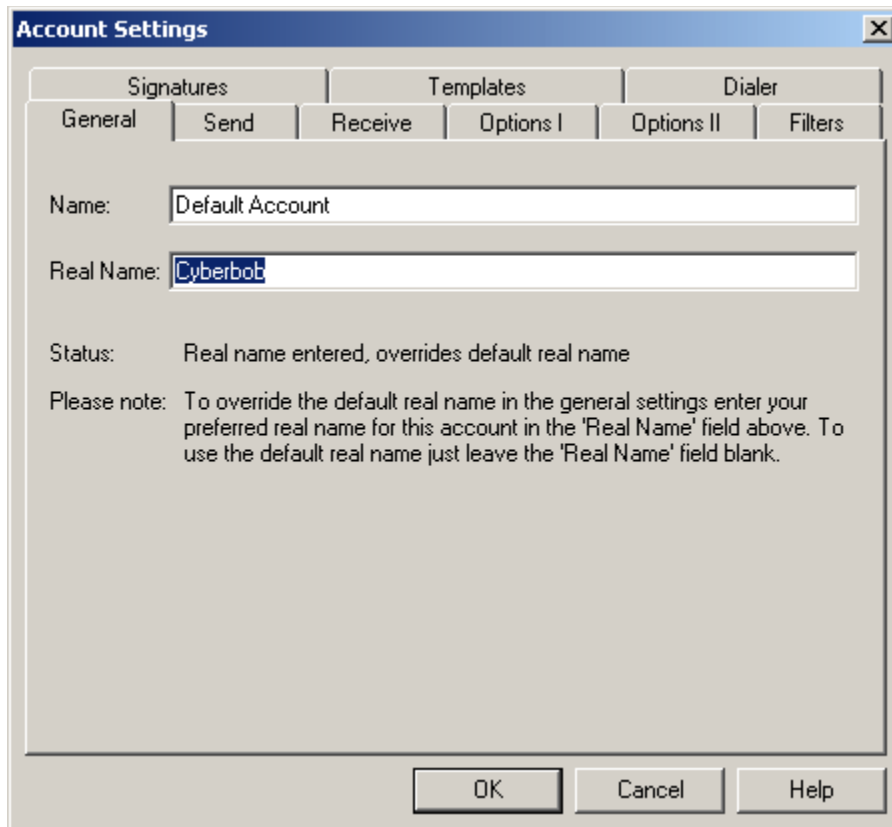 Account Settings
Signatures Templates Dialer
General Send Receive Options I Options II Filters
Name: Default Account
Real Name: Cyberbob
Status: Real name entered, overrides default real name
Please note: To override the default real name in the general settings enter your
preferred real name for this account in the 'Real Name' field above. To
use the default real name just leave the 'Real Name' field blank.
OK Cancel Help